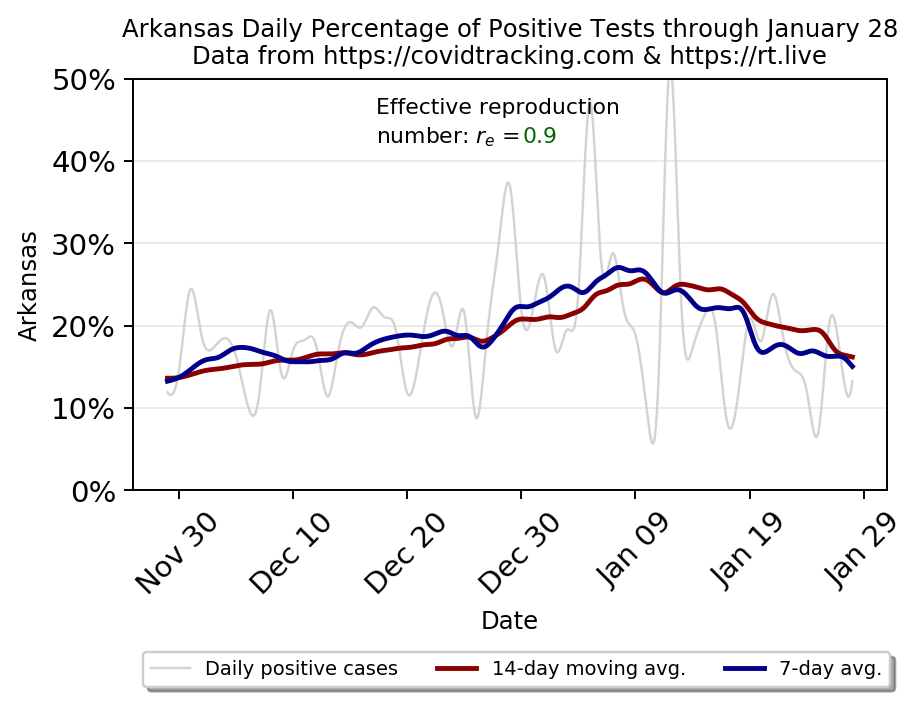 Arkansas Daily Percentage of Positive Tests through January 28
Data from https://covidtracking.com & https://rt.live
50%
Effective reproduction
number: rₑ =0.9
40%
30%
20%
10%
0%
Arkansas
Nov 30
Dec 10
Dec 20
Dec 30
Jan 09
Jan 19
Jan 29
Date
Daily positive cases
14-day moving avg.
7-day avg.